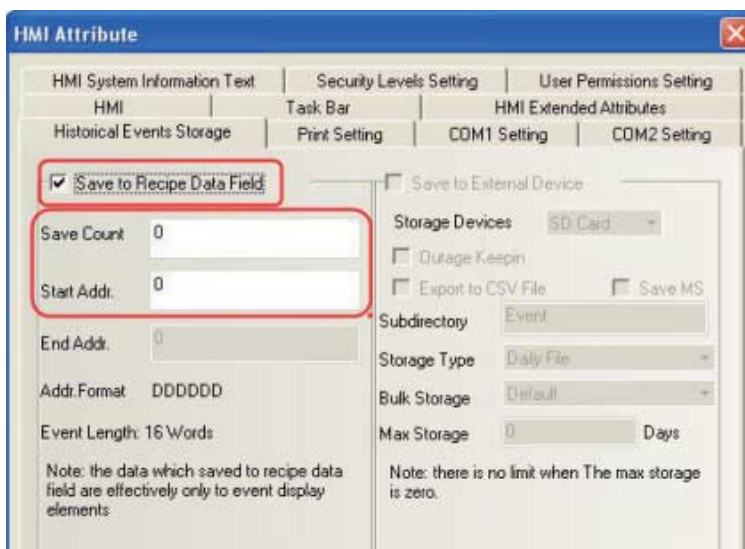 HMI Attribute
HMI System Information Text
Security Levels Setting
User Permissions Setting
HMI
Task Bar
HMI Extended Attributes
Historical Events Storage
Print Setting
COM1 Setting
COM2 Setting
Save to Recipe Data Field
Save Count 0
Start Addr. 0
End Addr. 0
Addr.Format DDDDDD
Event Length: 16 Words
Note: the data which saved to recipe data
field are effectively only to event display
elements
Save to External Device
Storage Devices SD Card
Outage Keepin
Export to CSV File Save MS
Subdirectory Event
Storage Type Daily File
Bulk Storage Default
Max Storage 0 Days
Note: there is no limit when The max storage
is zero.